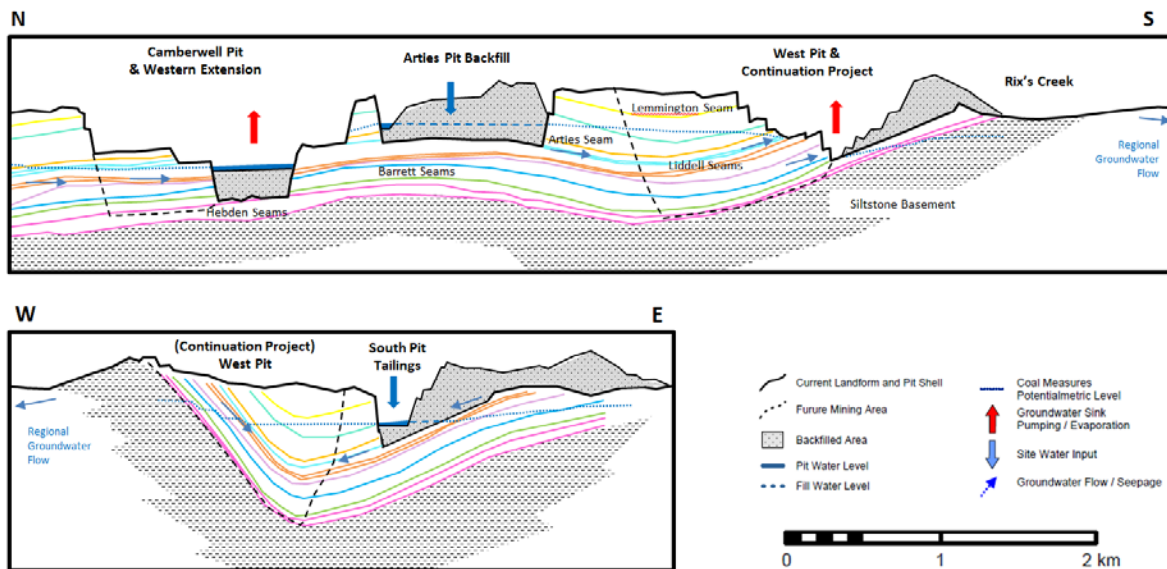 N
S
Camberwell Pit
& Western Extension
Arties Pit Backfill
West Pit &
Continuation Project
Rix's Creek
Lemmington Seam
Arties Seam
Liddell Seams
Barrett Seams
Hebden Seams
Siltstone Basement
Regional
Groundwater
Flow
W
E
(Continuation Project)
West Pit
South Pit
Tailings
Regional
Groundwater
Flow
Current Landform and Pit Shell
Furure Mining Area
Backfilled Area
Pit Water Level
Fill Water Level
Coal Measures
Potentialmetric Level
Groundwater Sink
Pumping / Evaporation
Site Water Input
Groundwater Flow / Seepage
0 1 2 km